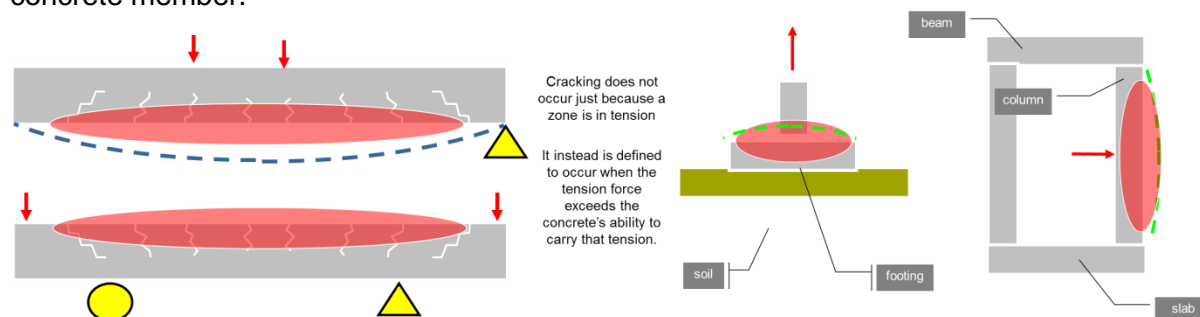 concrete member.
Cracking does not
occur just because a
zone is in tension
It instead is defined
to occur when the
tension force
exceeds the
concrete's ability to
carry that tension.
soil
footing
beam
column
slab